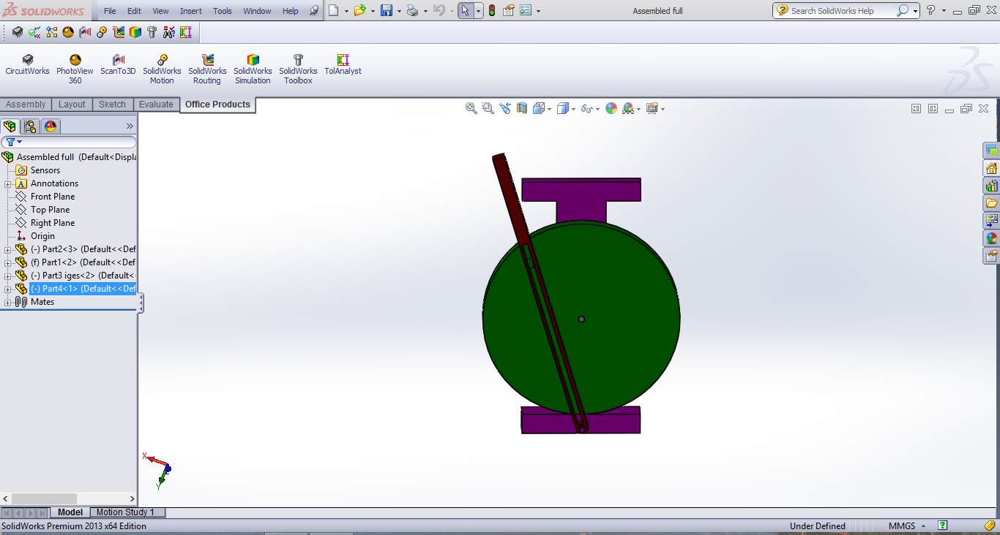 SOLIDWORKS File Edit View Insert Tools Window Help Assembled full Search SolidWorks Help
CircuitWorks PhotoView 360 ScanTo3D SolidWorks Motion SolidWorks Routing SolidWorks Simulation SolidWorks Toolbox TolAnalyst
Assembly Layout Sketch Evaluate Office Products
Assembled full (Default<Displa
Sensors
A Annotations
Front Plane
Top Plane
Right Plane
Origin
(-) Part2<3> (Default<<Def
(f) Part1<2> (Default<<Def
(-) Part3 iges<2> (Default<
(-) Part4<1> (Default<<Def
Mates
X
Y
Model Motion Study 1
SolidWorks Premium 2013 x64 Edition Under Defined MMGS